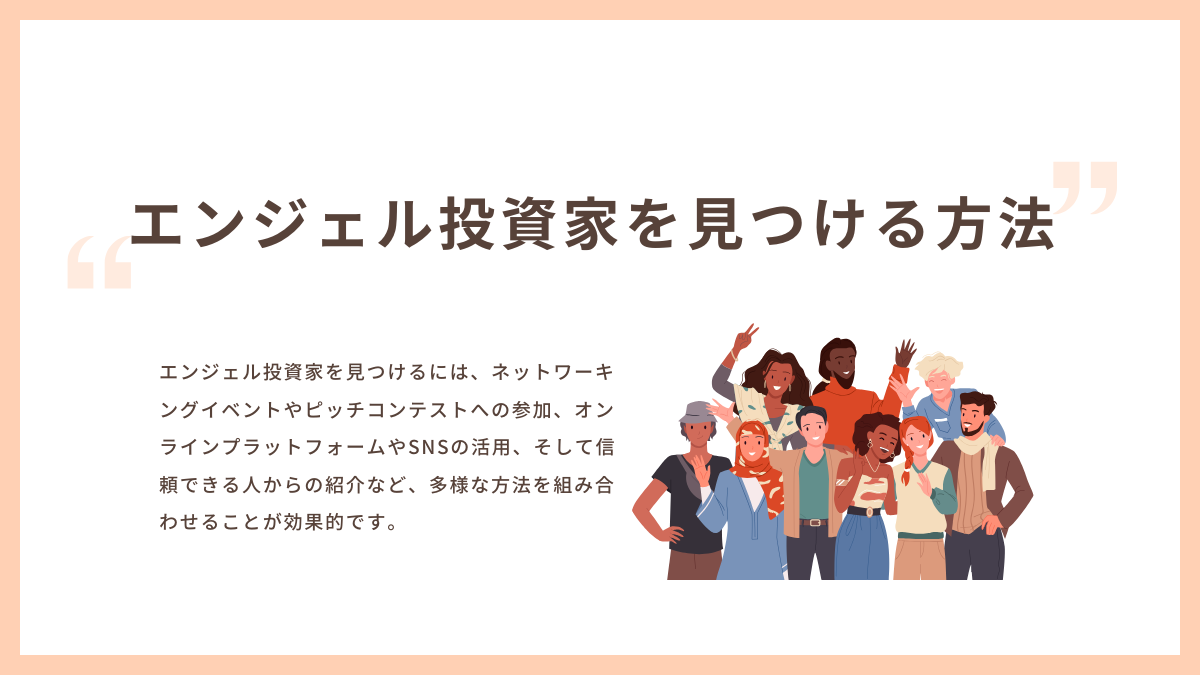 エンジェル投資家を見つける方法
エンジェル投資家を見つけるには、ネットワーキ
ングイベントやピッチコンテストへの参加、オン
ラインプラットフォームやSNSの活用、そして信
頼できる人からの紹介など、多様な方法を組み合
わせることが効果的です。